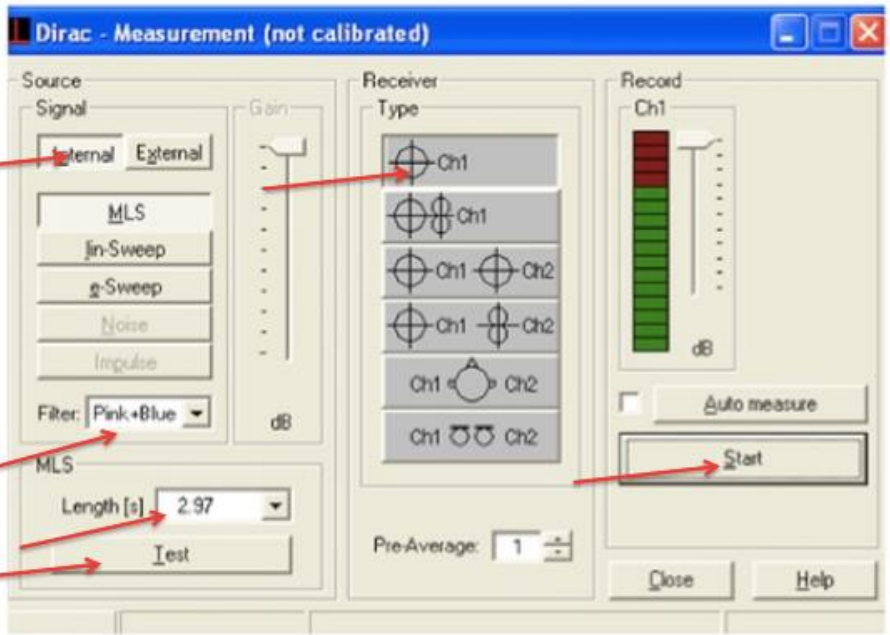 Dirac - Measurement (not calibrated)
Source
Signal
Gain
Internal External
MLS
lin-Sweep
e-Sweep
Noise
Impulse
Filter: Pink+Blue
dB
MLS
Length [s] 2.97
Test
Receiver
Type
Ch1
Ch1
Ch1 Ch2
Ch1 Ch2
Ch1 Ch2
Ch1 Ch2
Pre-Average: 1
Record
Ch1
dB
Auto measure
Start
Close Help